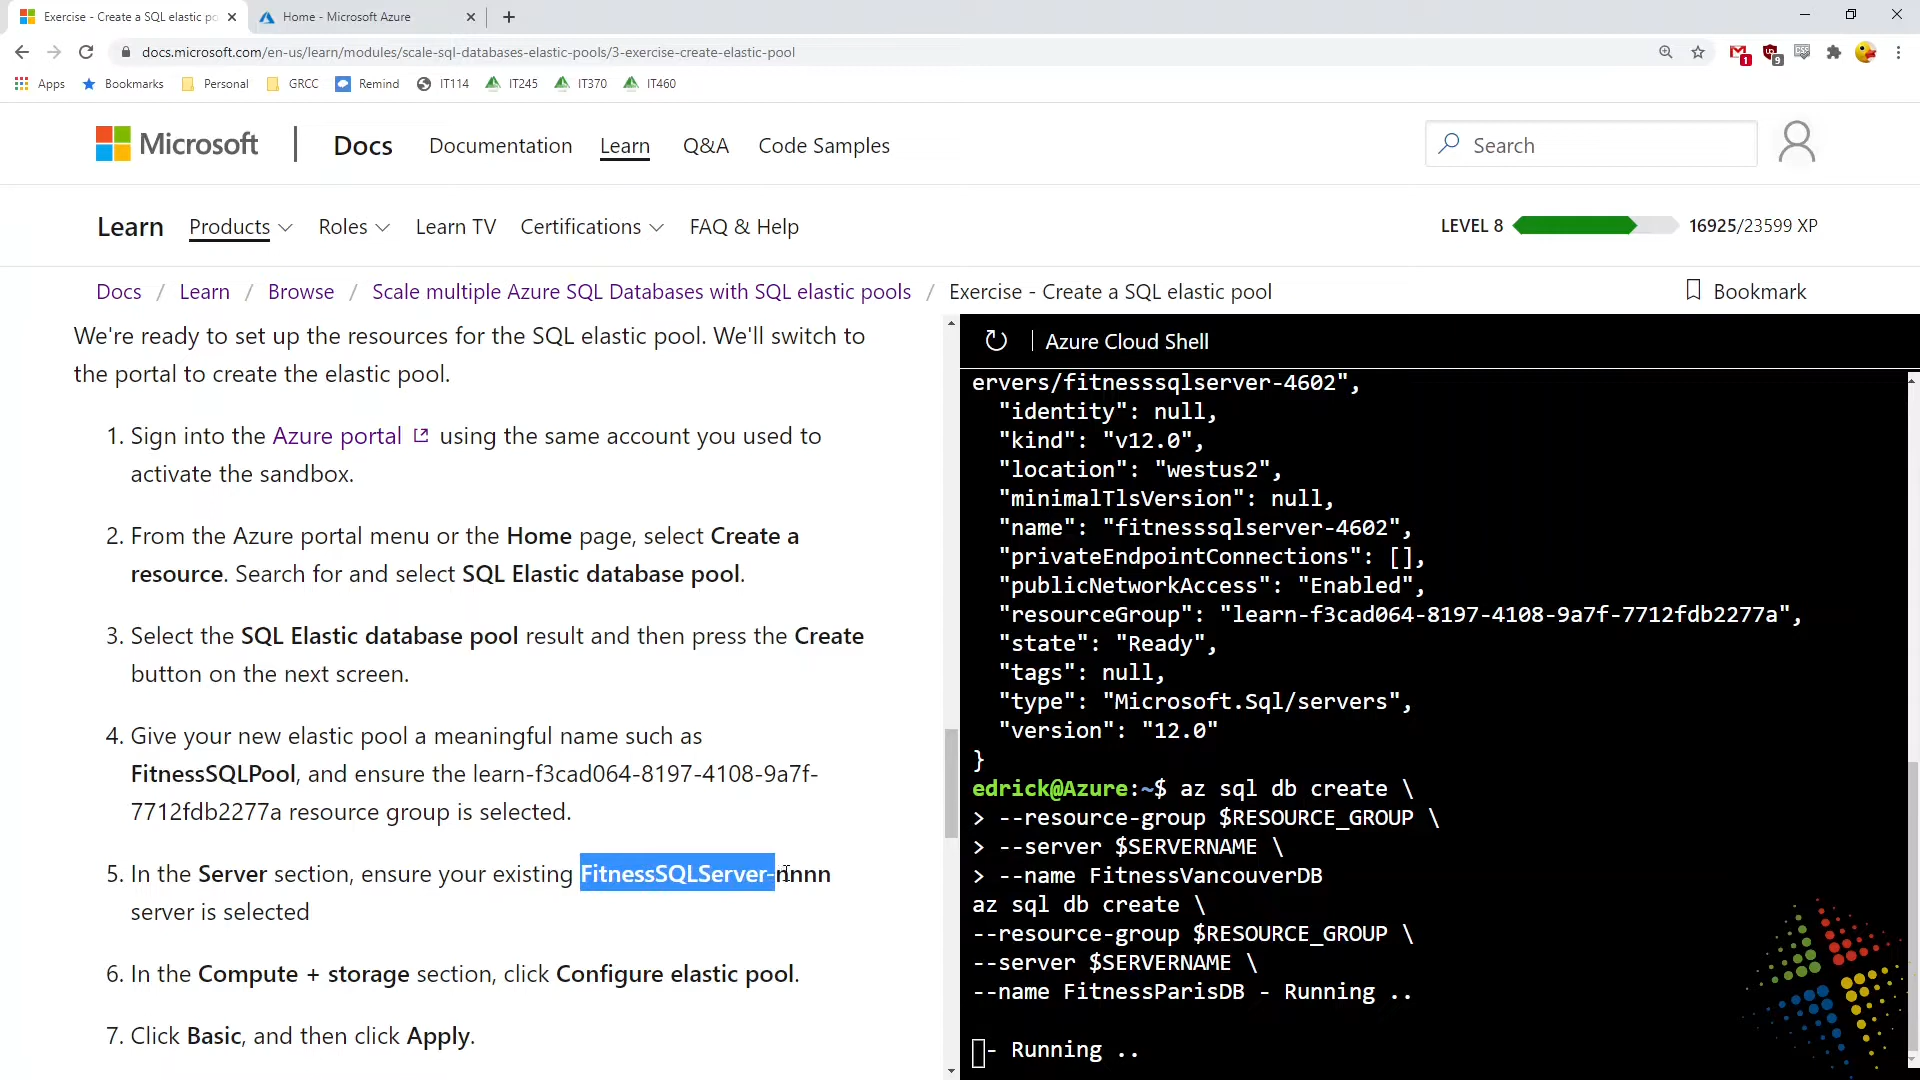 Exercise - Create a SQL elastic po
Home - Microsoft Azure
docs.microsoft.com/en-us/learn/modules/scale-sql-databases-elastic-pools/3-exercise-create-elastic-pool
1
9
Apps
Bookmarks
Personal
GRCC
Remind
IT114
IT245
IT370
IT460
Microsoft
Docs
Documentation
Learn
Q&A
Code Samples
Search
Learn
Products
Roles
Learn TV
Certifications
FAQ & Help
LEVEL 8
16925/23599 XP
Docs / Learn / Browse / Scale multiple Azure SQL Databases with SQL elastic pools / Exercise - Create a SQL elastic pool
Bookmark
We're ready to set up the resources for the SQL elastic pool. We'll switch to
the portal to create the elastic pool.
1. Sign into the Azure portal using the same account you used to
activate the sandbox.
2. From the Azure portal menu or the Home page, select Create a
resource. Search for and select SQL Elastic database pool.
3. Select the SQL Elastic database pool result and then press the Create
button on the next screen.
4. Give your new elastic pool a meaningful name such as
FitnessSQLPool, and ensure the learn-f3cad064-8197-4108-9a7f-
7712fdb2277a resource group is selected.
5. In the Server section, ensure your existing FitnessSQLServer-nnnn
server is selected
6. In the Compute + storage section, click Configure elastic pool.
7. Click Basic, and then click Apply.
Azure Cloud Shell
ervers/fitnesssqlserver-4602",
"identity": null,
"kind": "v12.0",
"location": "westus2",
"minimalTlsVersion": null,
"name": "fitnesssqlserver-4602",
"privateEndpointConnections": [],
"publicNetworkAccess": "Enabled",
"resourceGroup": "learn-f3cad064-8197-4108-9a7f-7712fdb2277a",
"state": "Ready",
"tags": null,
"type": "Microsoft.Sql/servers",
"version": "12.0"
}
edrick@Azure:~$ az sql db create \
> --resource-group $RESOURCE_GROUP \
> --server $SERVERNAME \
> --name FitnessVancouverDB
az sql db create \
--resource-group $RESOURCE_GROUP \
--server $SERVERNAME \
--name FitnessParisDB - Running ..
- Running ..